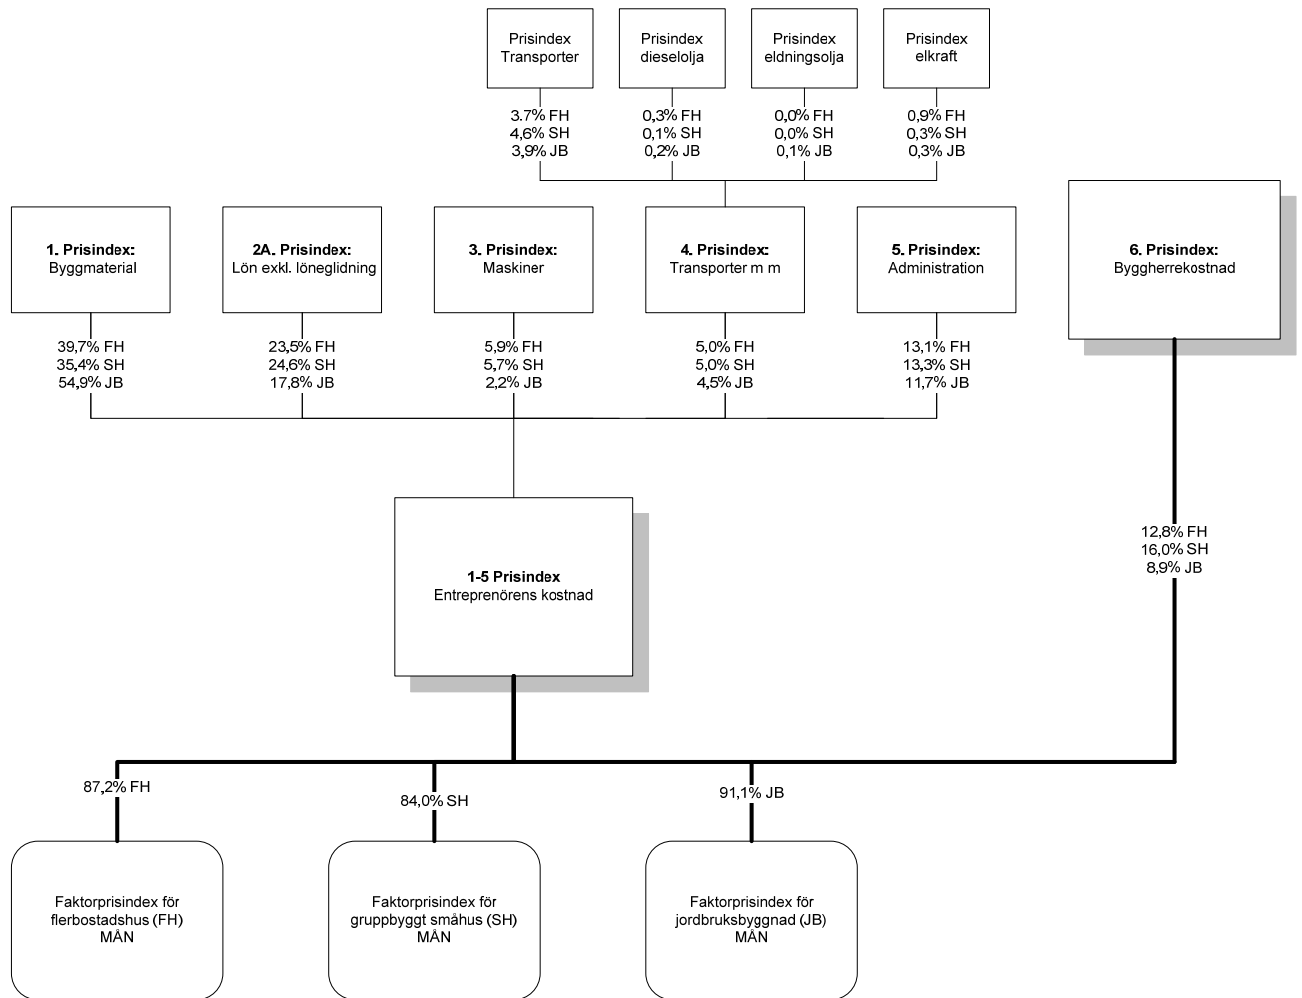 Prisindex
Transporter
Prisindex
dieselolja
Prisindex
eldningsolja
Prisindex
elkraft
3.7% FH
4,6% SH
3,9% JB
0,3% FH
0,1% SH
0,2% JB
0,0% FH
0,0% SH
0,1% JB
0,9% FH
0,3% SH
0,3% JB
1. Prisindex:
Byggmaterial
2A. Prisindex:
Lön exkl. löneglidning
3. Prisindex:
Maskiner
4. Prisindex:
Transporter m m
5. Prisindex:
Administration
6. Prisindex:
Byggherrekostnad
39,7% FH
35,4% SH
54,9% JB
23,5% FH
24,6% SH
17,8% JB
5,9% FH
5,7% SH
2,2% JB
5,0% FH
5,0% SH
4,5% JB
13,1% FH
13,3% SH
11,7% JB
12,8% FH
16,0% SH
8,9% JB
1-5 Prisindex
Entreprenörens kostnad
87,2% FH
84,0% SH
91,1% JB
Faktorprisindex för
flerbostadshus (FH)
MÅN
Faktorprisindex för
gruppbyggt småhus (SH)
MÅN
Faktorprisindex för
jordbruksbyggnad (JB)
MÅN